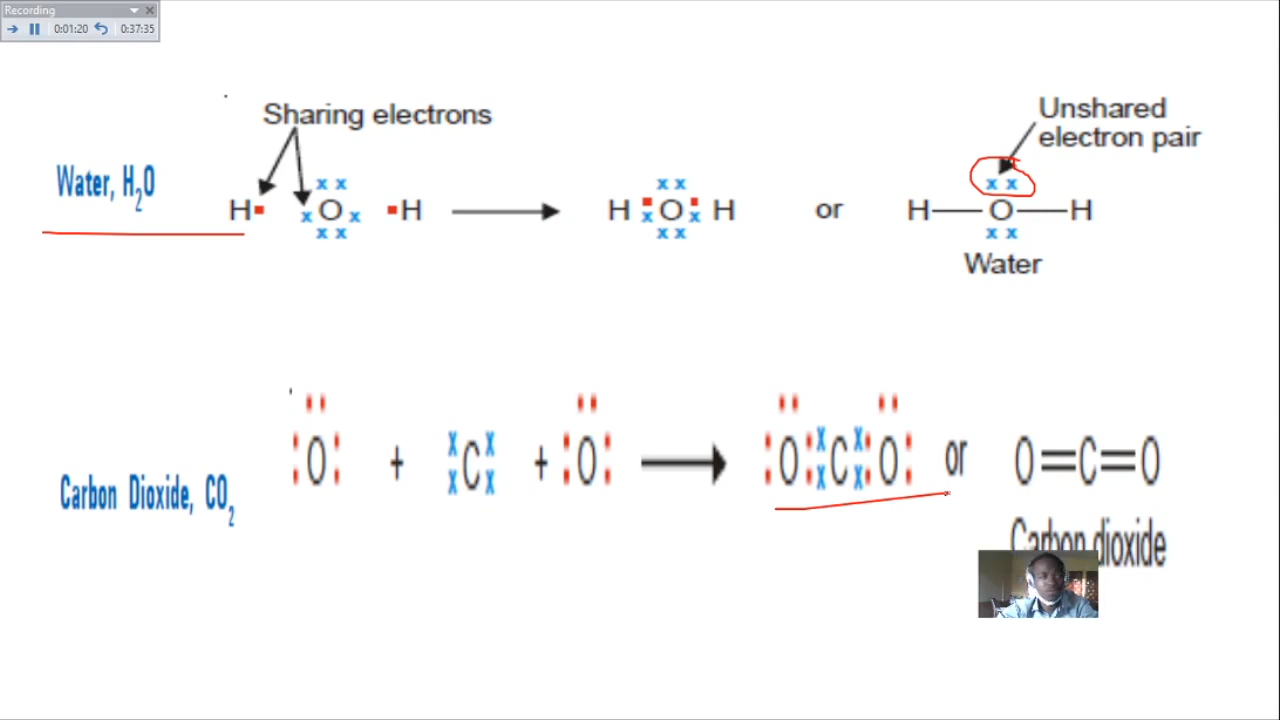 Recording
0:01:20 0:37:35
Sharing electrons
Unshared
electron pair
Water, H₂O
x x x x x x
H O H H O H or H—O—H
x x x x
x x x x x x
Water
O + C + O O C O or O=C=O
x x x x
x x x x
Carbon Dioxide, CO₂
Carbon dioxide